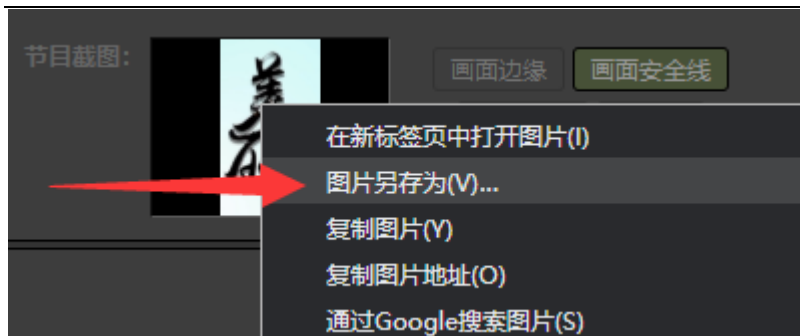 节目截图：
画面边缘 画面安全线
在新标签页中打开图片(I)
图片另存为(V)...
复制图片(Y)
复制图片地址(O)
通过Google搜索图片(S)